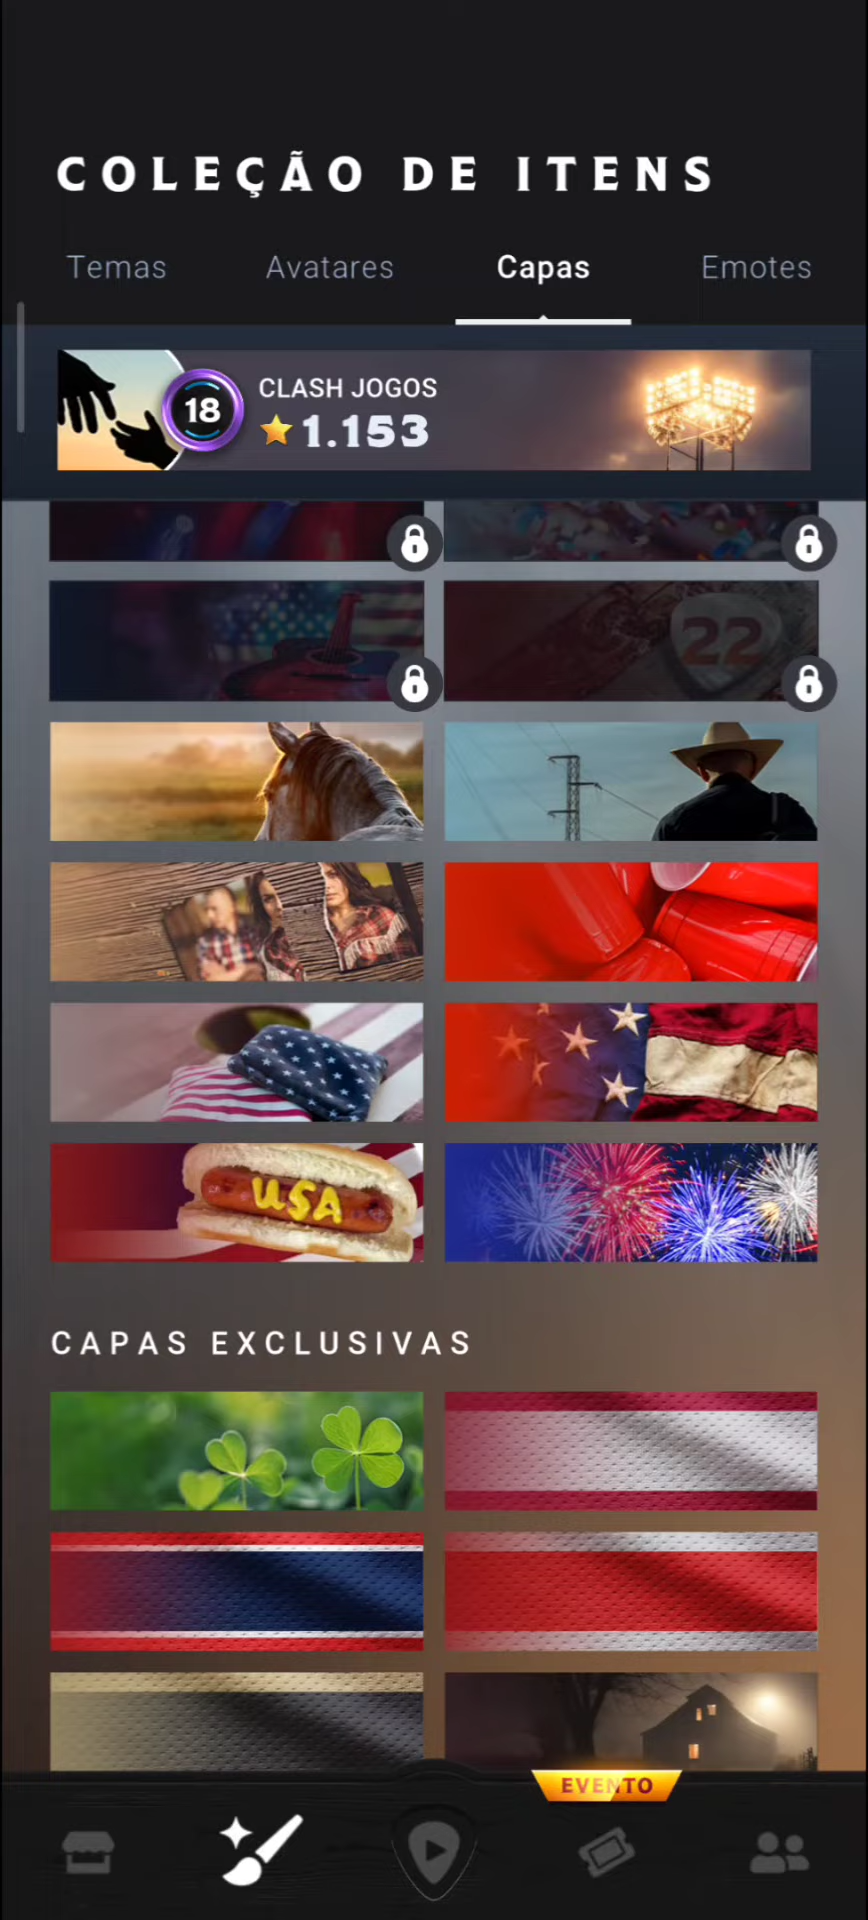 COLEÇÃO DE ITENS
Temas Avatares Capas Emotes
18 CLASH JOGOS
1.153
22
USA
CAPAS EXCLUSIVAS
EVENTO